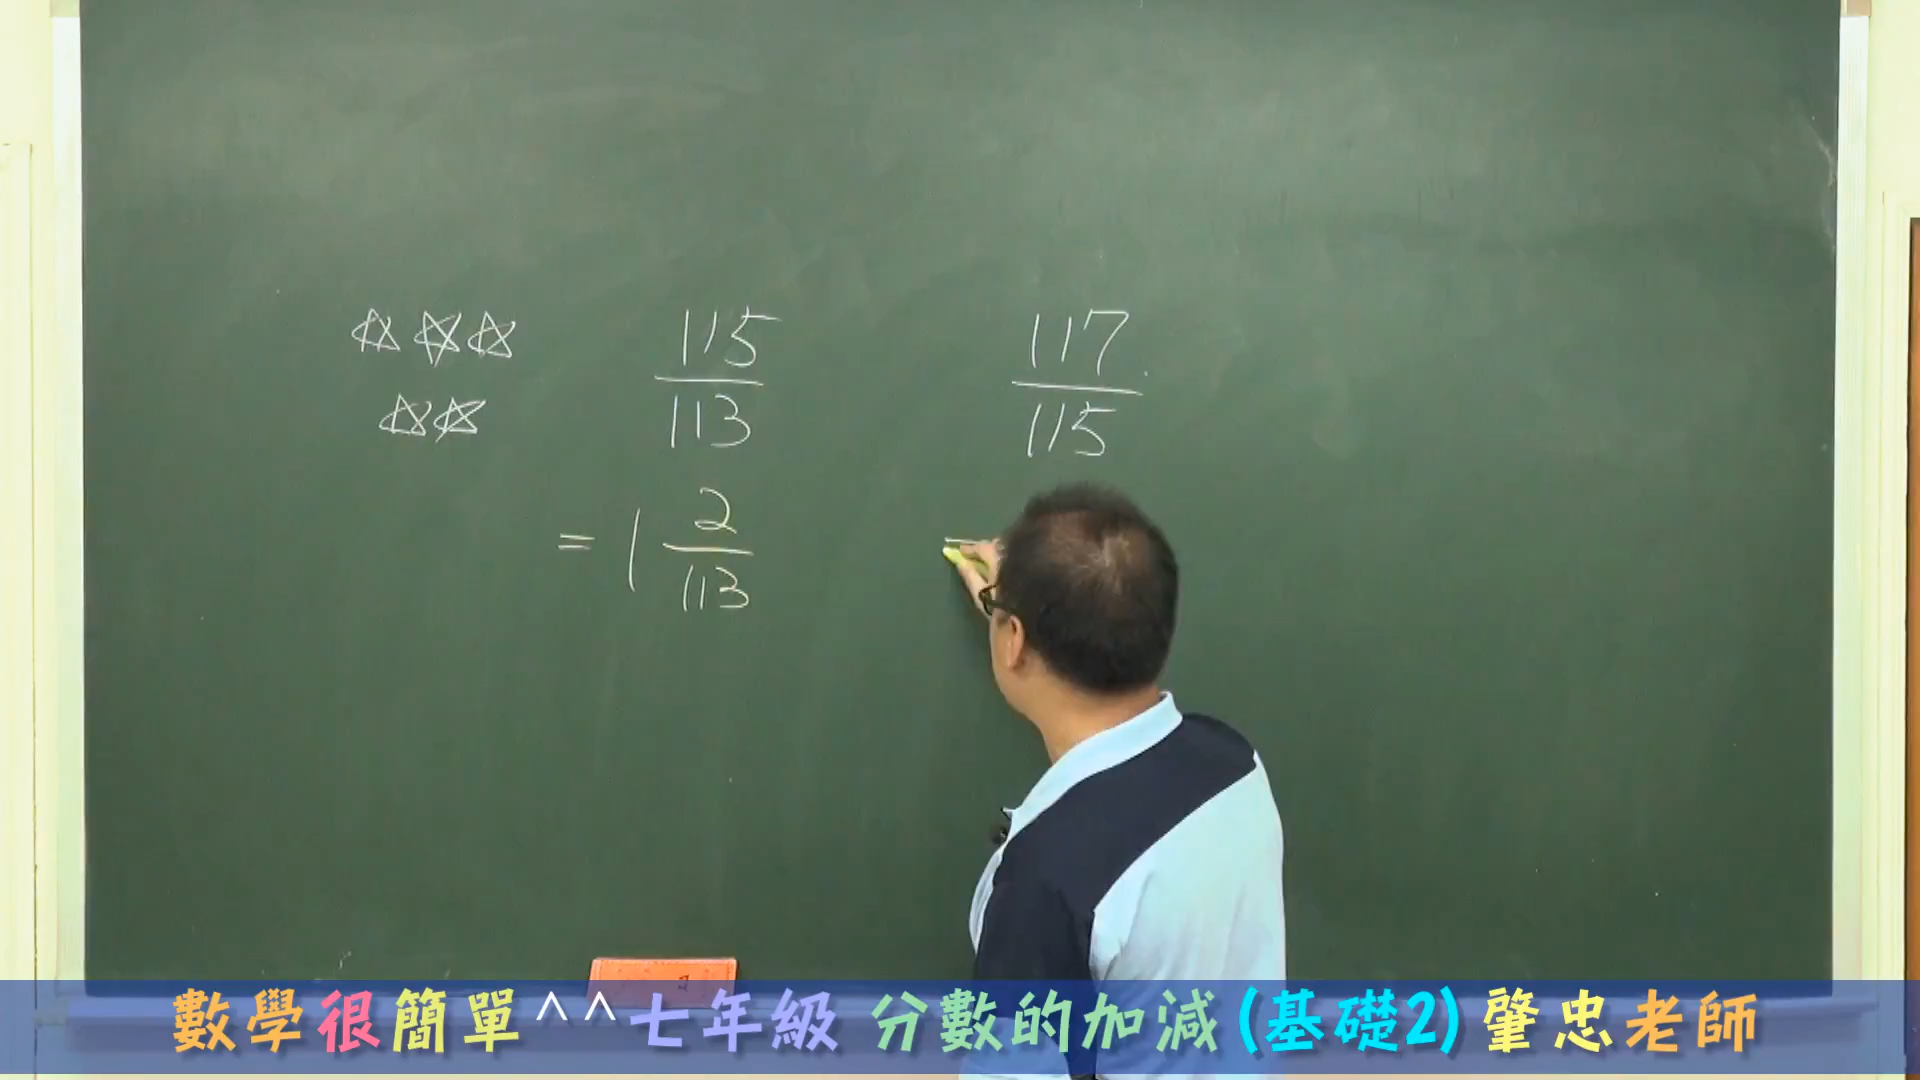 115 117
113 115
= 1 2 =
113
數學很簡單^^七年級 分數的加減(基礎2)肇忠老師